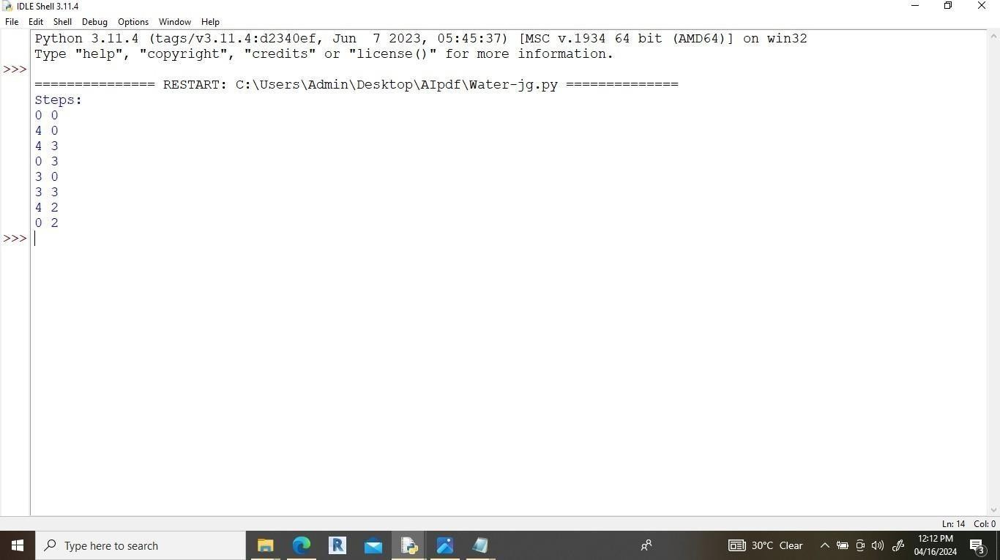 IDLE Shell 3.11.4
File Edit Shell Debug Options Window Help
Python 3.11.4 (tags/v3.11.4:d2340ef, Jun  7 2023, 05:45:37) [MSC v.1934 64 bit (AMD64)] on win32
Type "help", "copyright", "credits" or "license()" for more information.
>>>
=============== RESTART: C:\Users\Admin\Desktop\AIpdf\Water-jg.py ==============
Steps:
0 0
4 0
4 3
0 3
3 0
3 3
4 2
0 2
>>>
Ln: 14 Col: 0
Type here to search
R
30°C Clear
12:12 PM
04/16/2024
3